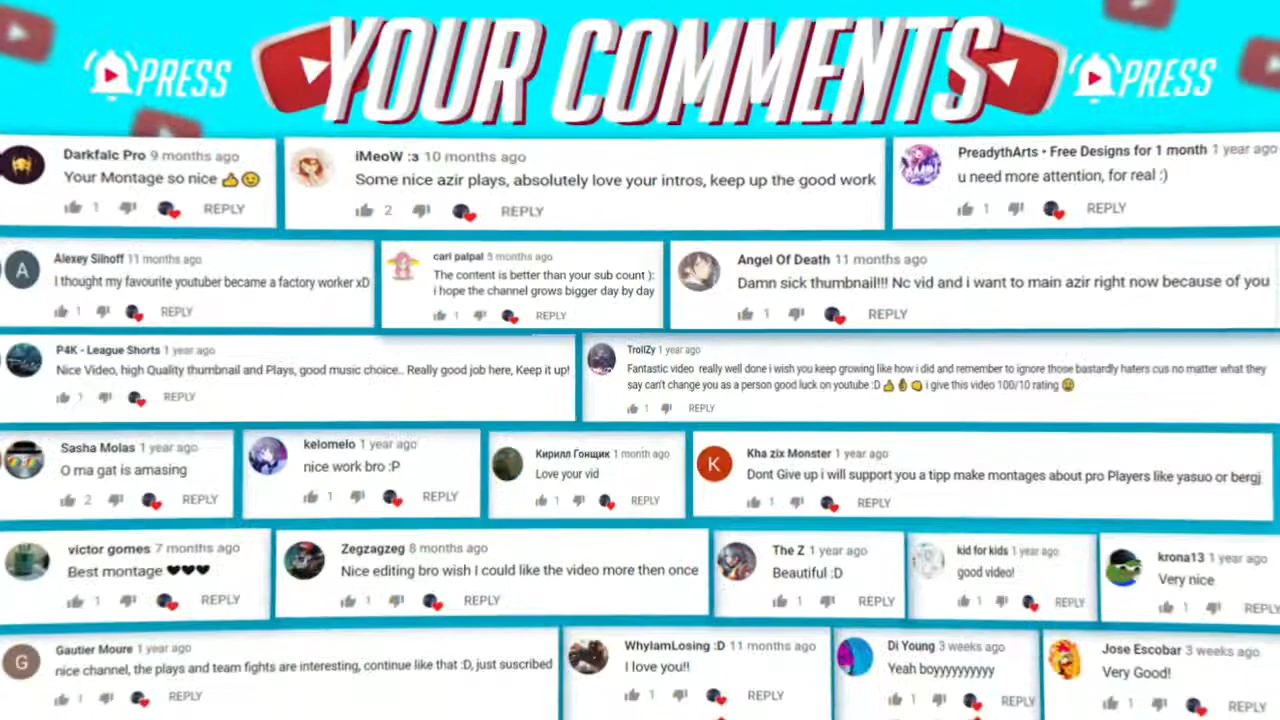 YOUR COMMENTS
PRESS
PRESS
Darkfalc Pro 9 months ago
Your Montage so nice 👍😉
1 REPLY
iMeoW :3 10 months ago
Some nice azir plays, absolutely love your intros, keep up the good work
2 REPLY
PreadythArts • Free Designs for 1 month 1 year ago
u need more attention, for real :)
1 REPLY
A
Alexey Silnoff 11 months ago
I thought my favourite youtuber became a factory worker xD
1 REPLY
carl palpal 5 months ago
The content is better than your sub count ):
i hope the channel grows bigger day by day
1 REPLY
Angel Of Death 11 months ago
Damn sick thumbnail!!! Nc vid and i want to main azir right now because of you
1 REPLY
P4K - League Shorts 1 year ago
Nice Video, high Quality thumbnail and Plays, good music choice.. Really good job here, Keep it up!
1 REPLY
TrollZy 1 year ago
Fantastic video really well done i wish you keep growing like how i did and remember to ignore those bastardly haters cus no matter what they
say can't change you as a person good luck on youtube :D i give this video 100/10 rating
1 REPLY
Sasha Molas 1 year ago
O ma gat is amasing
2 REPLY
kelomelo 1 year ago
nice work bro :P
1 REPLY
Кирилл Гонщик 1 month ago
Love your vid
1 REPLY
K
Kha zix Monster 1 year ago
Dont Give up i will support you a tipp make montages about pro Players like yasuo or bergj
1 REPLY
victor gomes 7 months ago
Best montage ♥♥♥
1 REPLY
Zegzagzeg 8 months ago
Nice editing bro wish I could like the video more then once
1 REPLY
The Z 1 year ago
Beautiful :D
1 REPLY
kid for kids 1 year ago
good video!
1 REPLY
krona13 1 year ago
Very nice
1 REPLY
G
Gautier Moure 1 year ago
nice channel, the plays and team fights are interesting, continue like that :D, just suscribed
1 REPLY
WhyIamLosing :D 11 months ago
I love you!!
1 REPLY
Di Young 3 weeks ago
Yeah boyyyyyyyyy
1 REPLY
Jose Escobar 3 weeks ago
Very Good!
1 REPLY